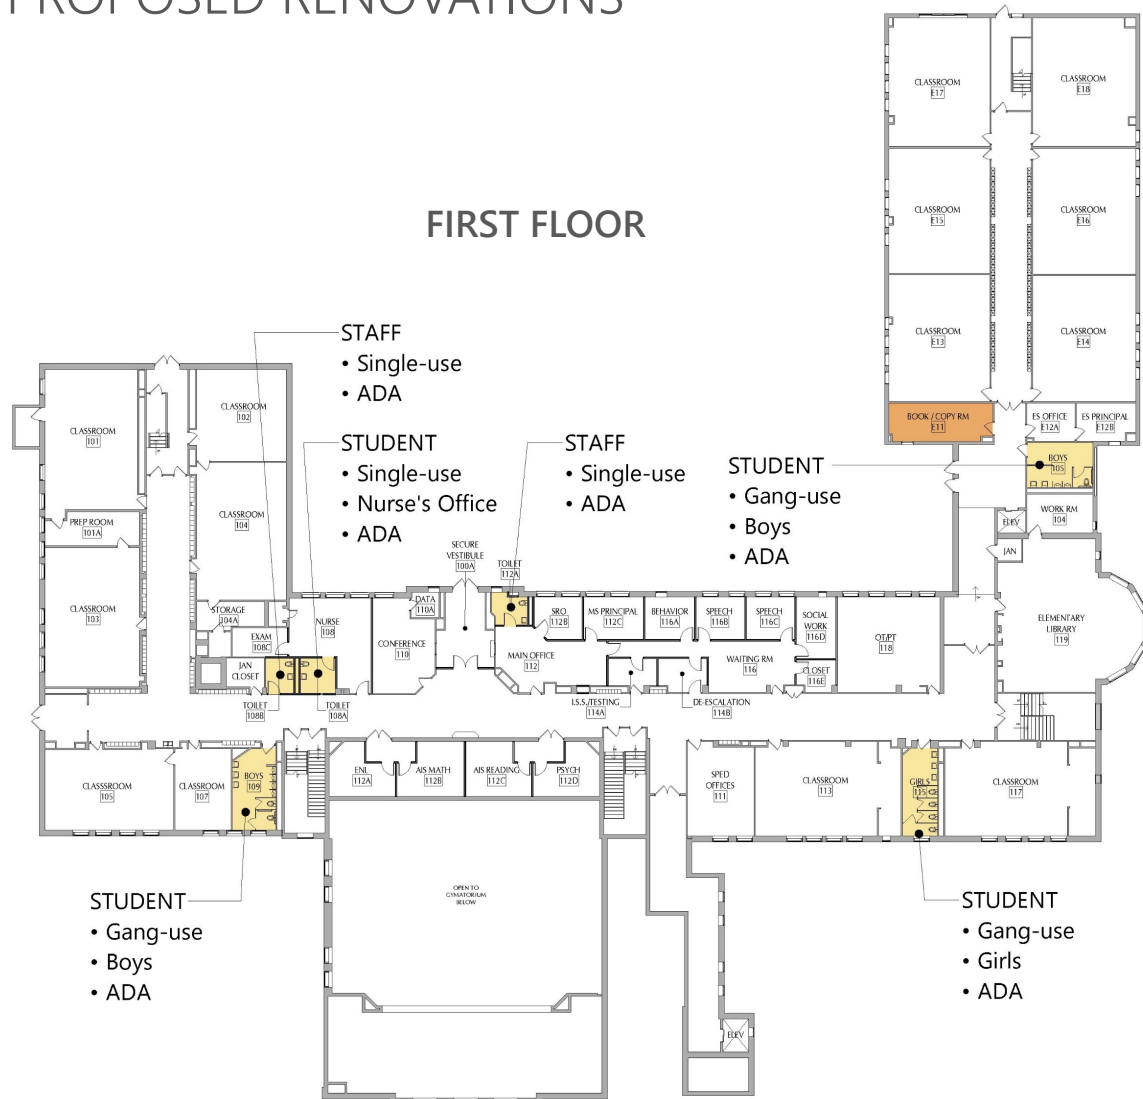 PROPOSED RENOVATIONS
FIRST FLOOR
CLASSROOM
E17
CLASSROOM
E18
CLASSROOM
E15
CLASSROOM
E16
CLASSROOM
E13
CLASSROOM
E14
BOOK / COPY RM
E11
ES OFFICE
E12A
ES PRINCIPAL
E12B
BOYS
105
WORK RM
104
ELEV
JAN
ELEMENTARY
LIBRARY
119
STAFF
• Single-use
• ADA
STUDENT
• Single-use
• Nurse's Office
• ADA
STAFF
• Single-use
• ADA
STUDENT
• Gang-use
• Boys
• ADA
CLASSROOM
101
CLASSROOM
102
PREP ROOM
101A
CLASSROOM
104
CLASSROOM
103
STORAGE
104A
EXAM
108C
JAN
CLOSET
NURSE
108
TOILET
108B
TOILET
108A
CONFERENCE
110
DATA
110A
SECURE
VESTIBULE
100A
TOILET
112A
SRO
112B
MS PRINCIPAL
112C
BEHAVIOR
116A
SPEECH
116B
SPEECH
116C
SOCIAL
WORK
116D
OT/PT
118
MAIN OFFICE
112
WAITING RM
116
CLOSET
116E
I.S.S./TESTING
114A
DE-ESCALATION
114B
CLASSSROOM
105
CLASSROOM
107
BOYS
109
ENL
112A
AIS MATH
112B
AIS READING
112C
PSYCH
112D
SPED
OFFICES
111
CLASSROOM
113
GIRLS
115
CLASSROOM
117
OPEN TO
GYMATORIUM
BELOW
ELEV
STUDENT
• Gang-use
• Boys
• ADA
STUDENT
• Gang-use
• Girls
• ADA